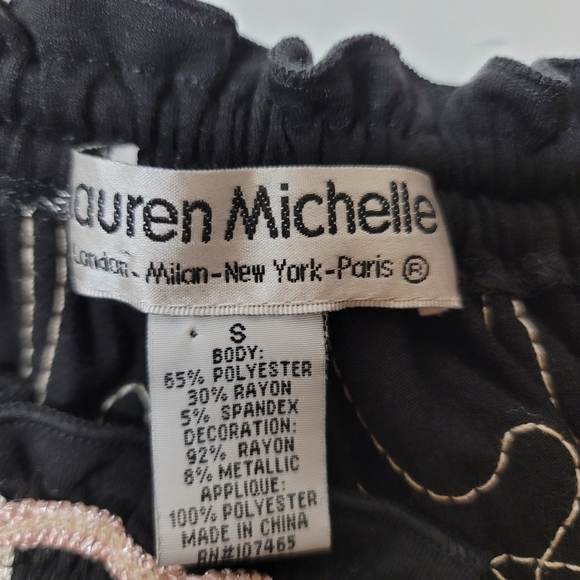 auren Michelle
London - Milan - New York - Paris ®
S
BODY:
65% POLYESTER
30% RAYON
5% SPANDEX
DECORATION:
92% RAYON
8% METALLIC
APPLIQUE:
100% POLYESTER
MADE IN CHINA
RN#107465